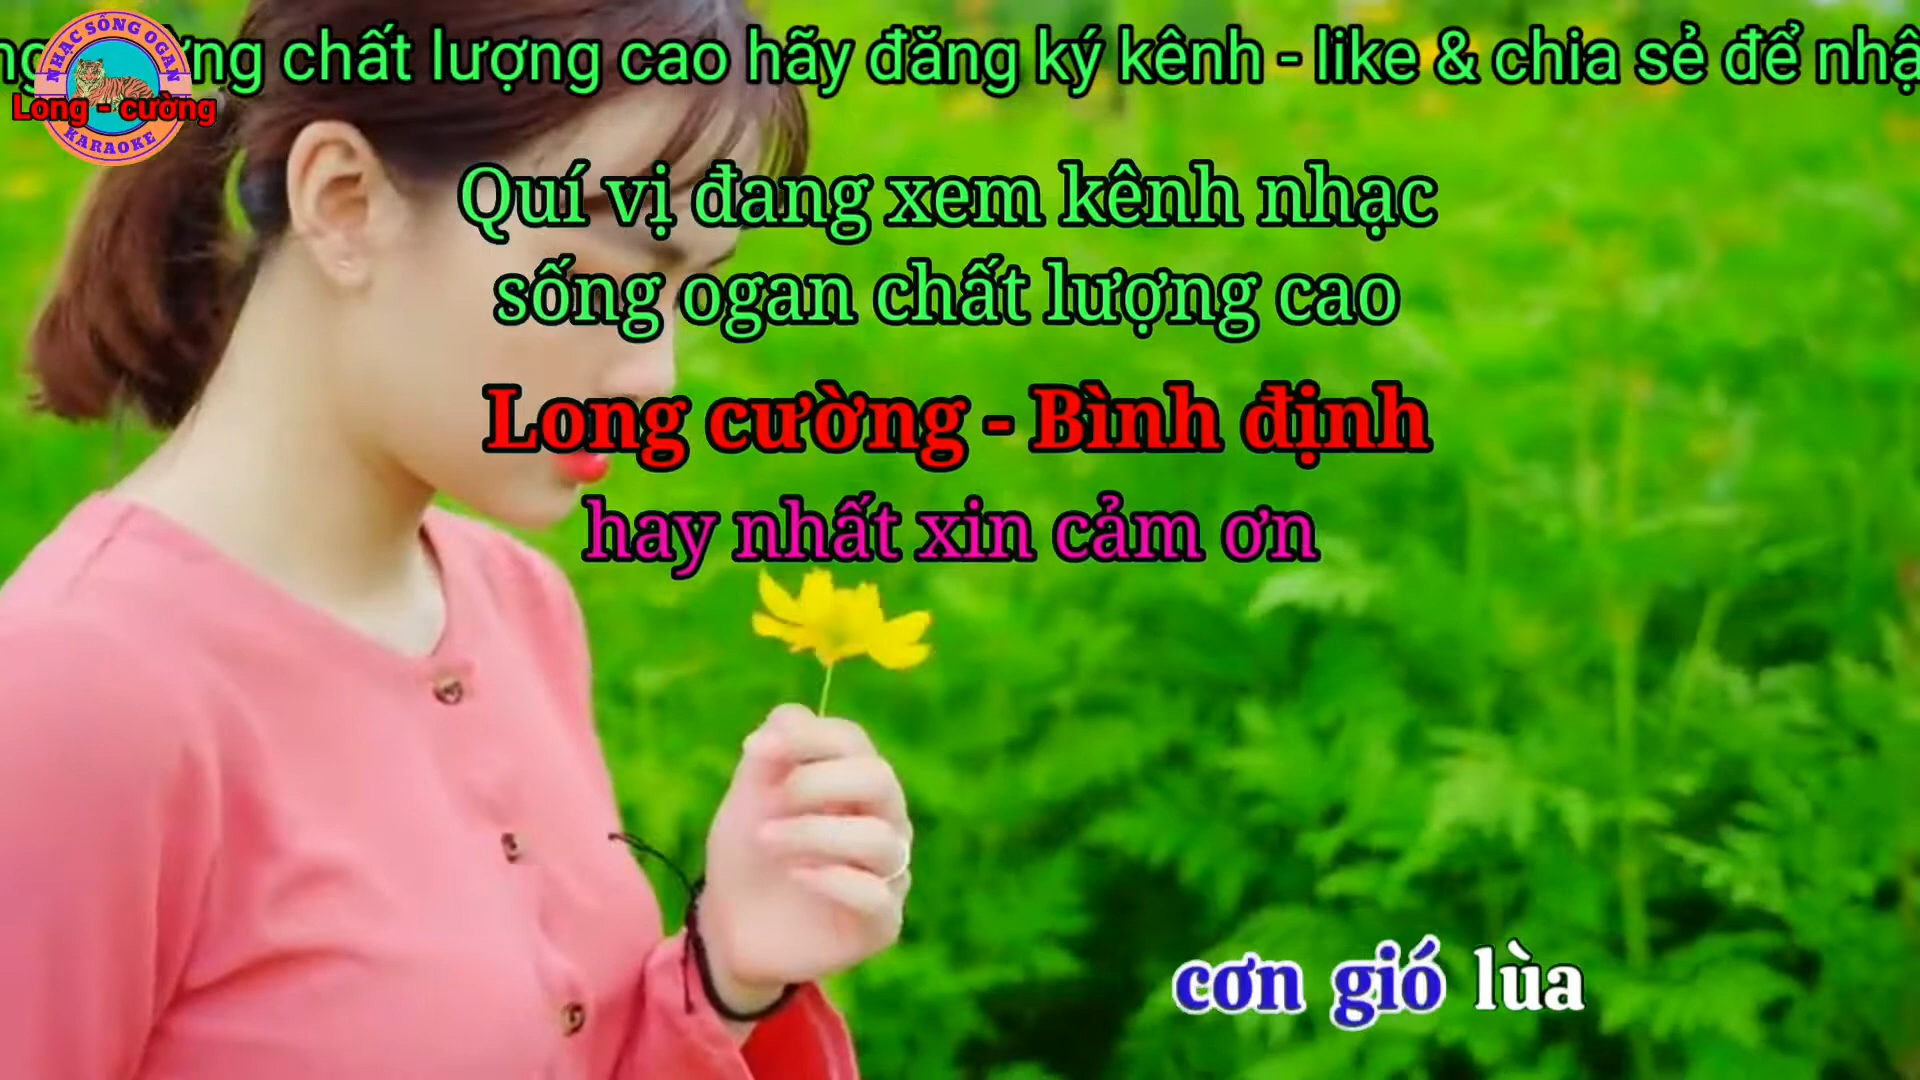 chất lượng cao hãy đăng ký kênh - like & chia sẻ để
NHẠC SỐNG OGAN
Long - cường
KARAOKE
Quí vị đang xem kênh nhạc
sống ogan chất lượng cao
Long cường - Bình định
hay nhất xin cảm ơn
cơn gió lùa